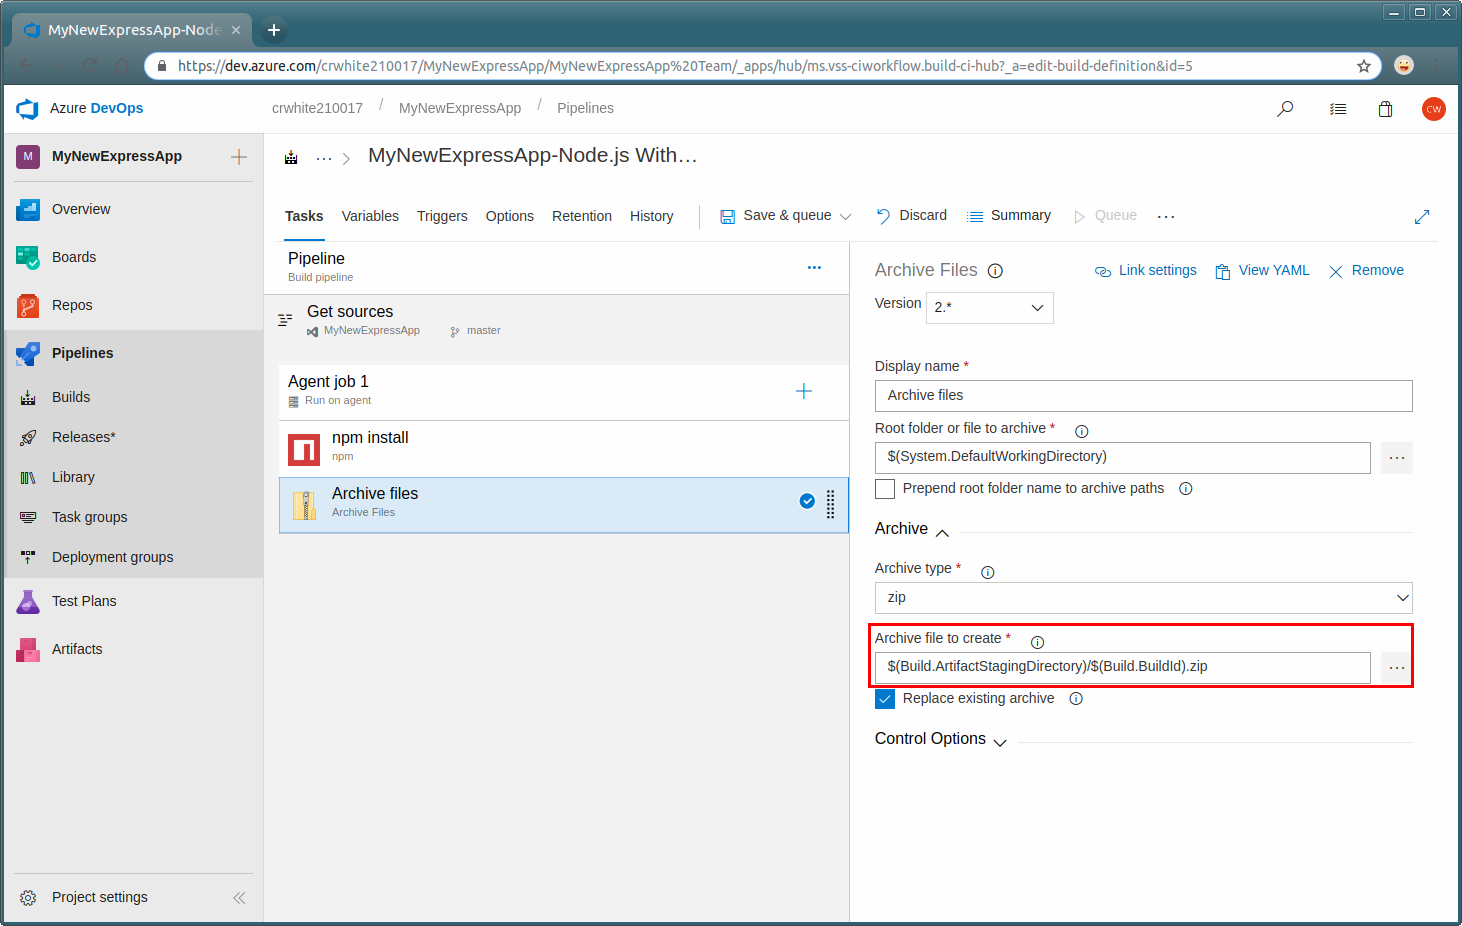 MyNewExpressApp-Node
https://dev.azure.com/crwhite210017/MyNewExpressApp/MyNewExpressApp%20Team/_apps/hub/ms.vss-ciworkflow.build-ci-hub?_a=edit-build-definition&id=5
Azure DevOps
crwhite210017 / MyNewExpressApp / Pipelines
CW
M MyNewExpressApp
Overview
Boards
Repos
Pipelines
Builds
Releases*
Library
Task groups
Deployment groups
Test Plans
Artifacts
Project settings
... > MyNewExpressApp-Node.js With...
Tasks Variables Triggers Options Retention History Save & queue Discard Summary Queue ...
Pipeline
Build pipeline
Get sources
MyNewExpressApp master
Agent job 1
Run on agent
npm install
npm
Archive files
Archive Files
Archive Files Link settings View YAML Remove
Version 2.*
Display name *
Archive files
Root folder or file to archive *
$(System.DefaultWorkingDirectory)
Prepend root folder name to archive paths
Archive
Archive type *
zip
Archive file to create *
$(Build.ArtifactStagingDirectory)/$(Build.BuildId).zip
Replace existing archive
Control Options